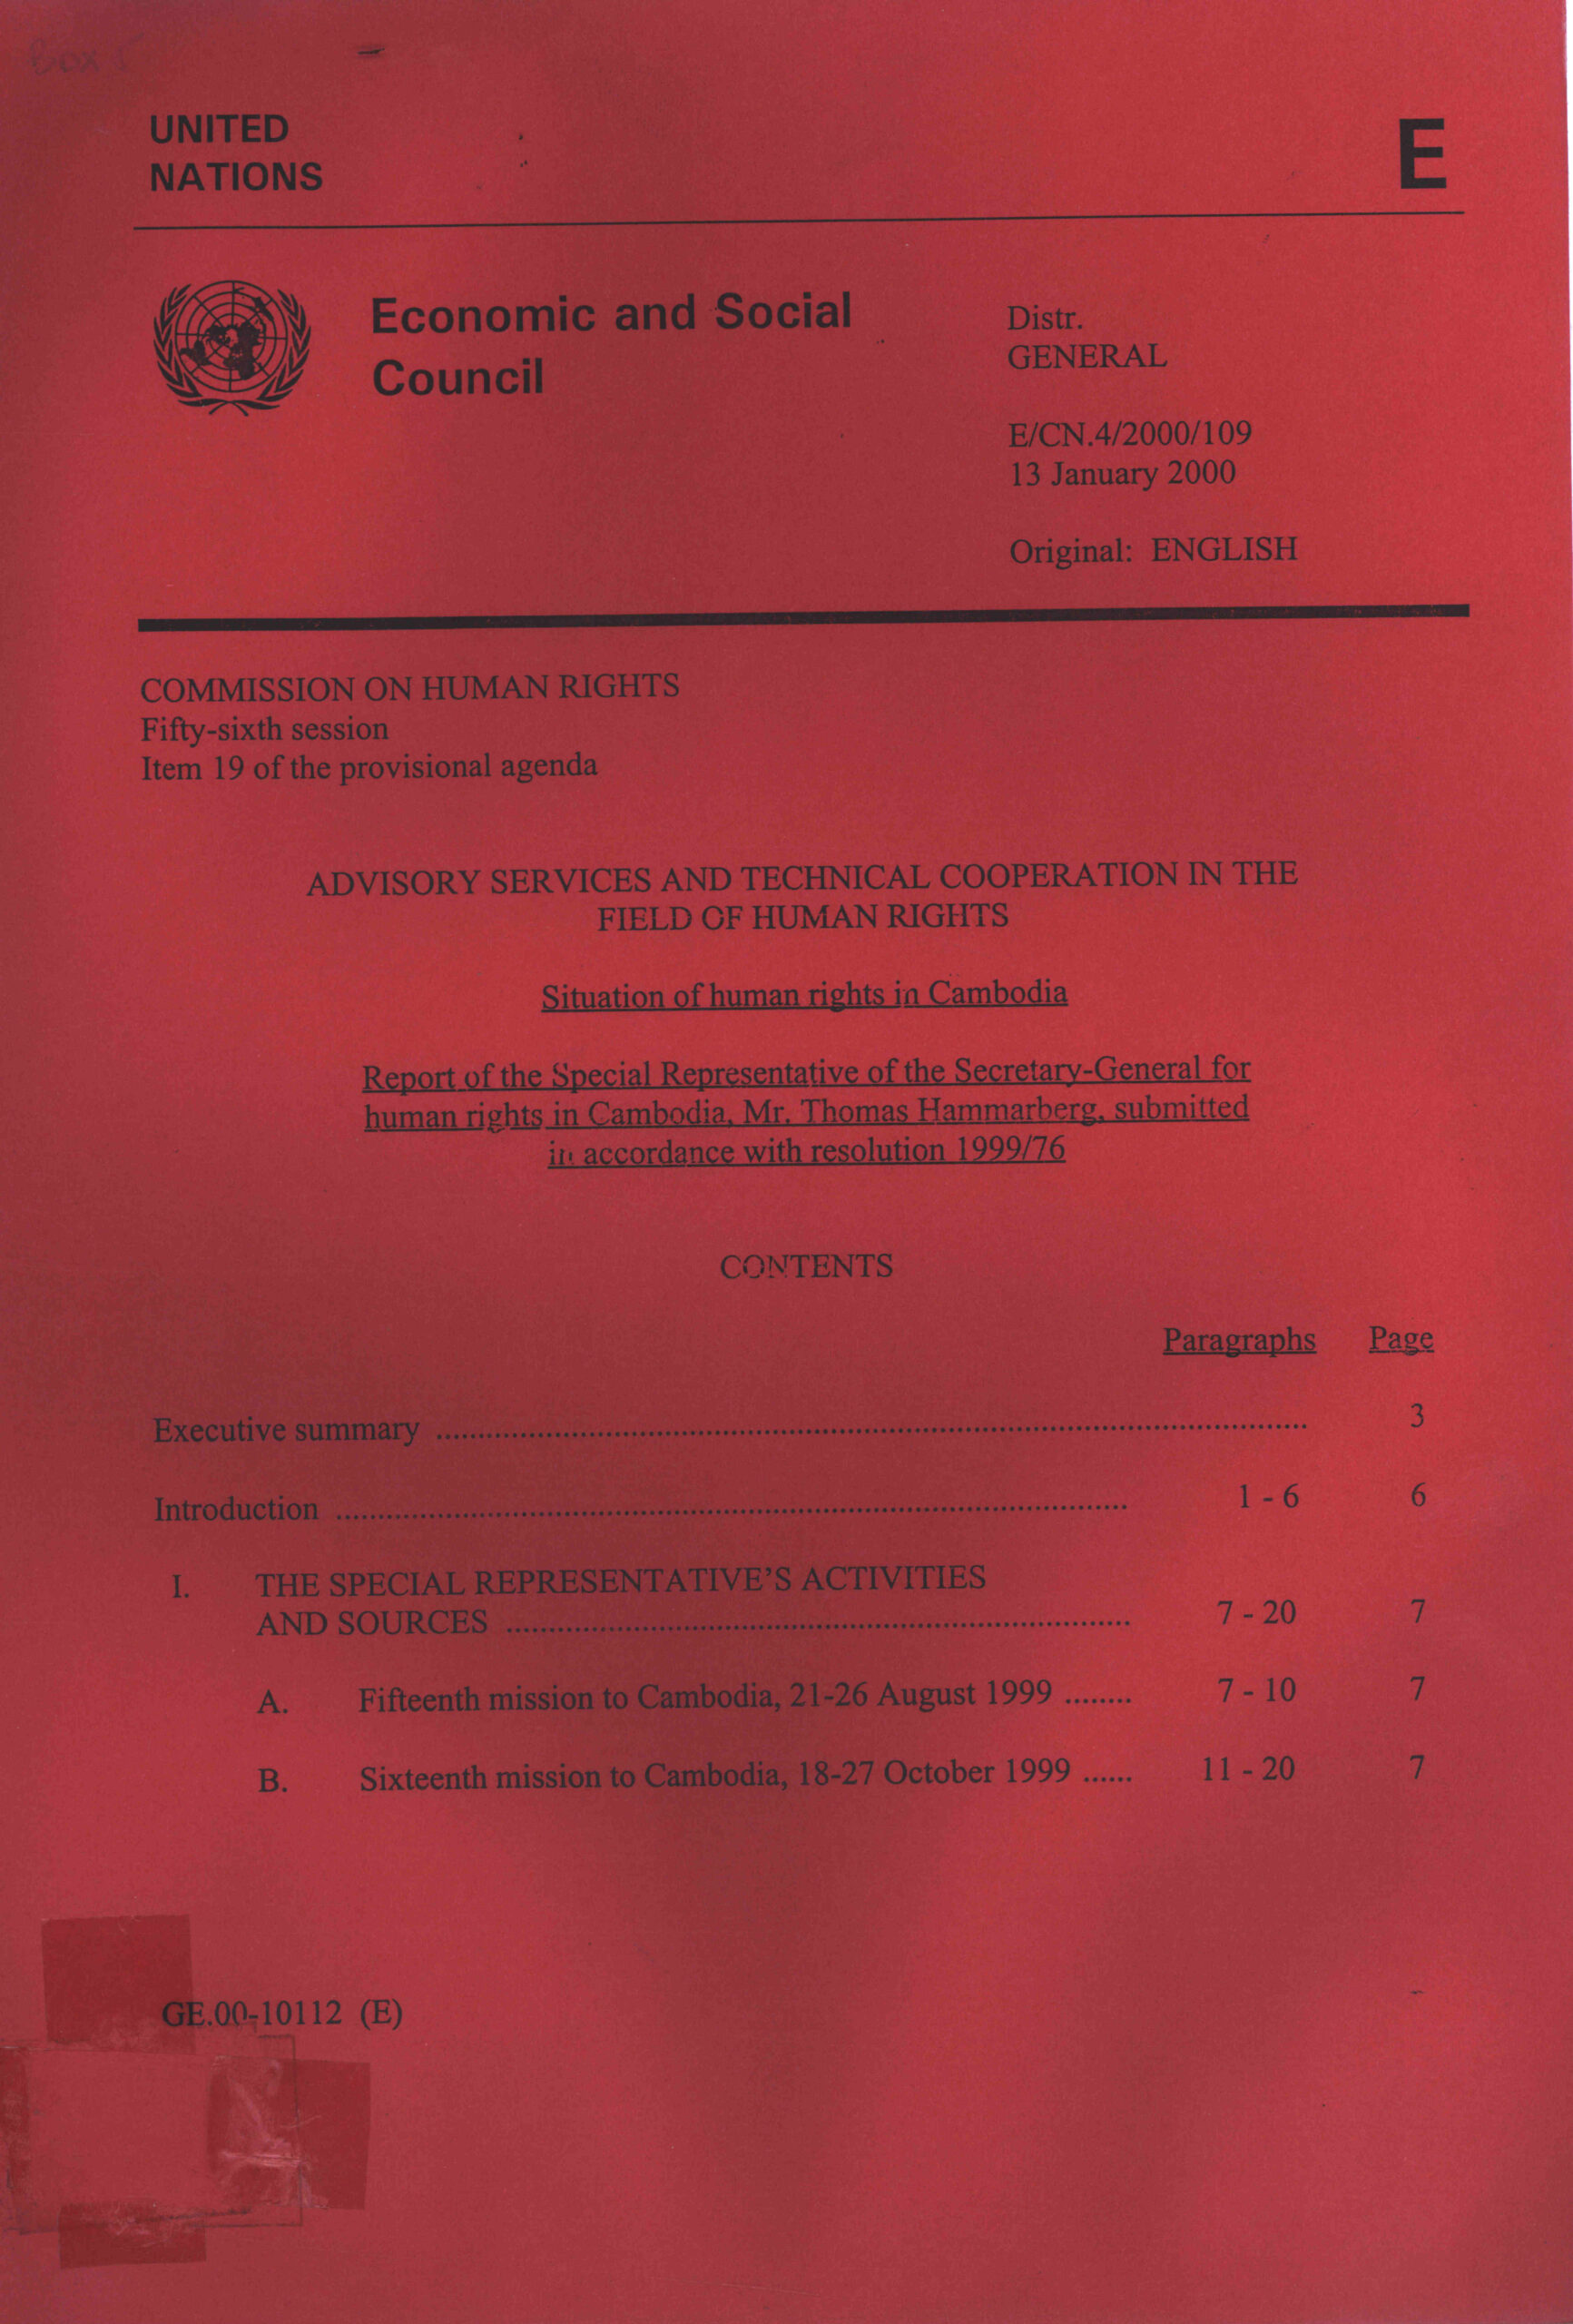 UNITED
NATIONS
E
Economic and Social
Council
Distr.
GENERAL
E/CN.4/2000/109
13 January 2000
Original: ENGLISH
COMMISSION ON HUMAN RIGHTS
Fifty-sixth session
Item 19 of the provisional agenda
ADVISORY SERVICES AND TECHNICAL COOPERATION IN THE
FIELD OF HUMAN RIGHTS
Situation of human rights in Cambodia
Report of the Special Representative of the Secretary-General for
human rights in Cambodia, Mr. Thomas Hammarberg, submitted
in accordance with resolution 1999/76
CONTENTS
Paragraphs Page
Executive summary ........ 3
Introduction ........ 1 - 6 6
I. THE SPECIAL REPRESENTATIVE'S ACTIVITIES
AND SOURCES ........ 7 - 20 7
A. Fifteenth mission to Cambodia, 21-26 August 1999 ........ 7 - 10 7
B. Sixteenth mission to Cambodia, 18-27 October 1999 ...... 11 - 20 7
GE.00-10112 (E)